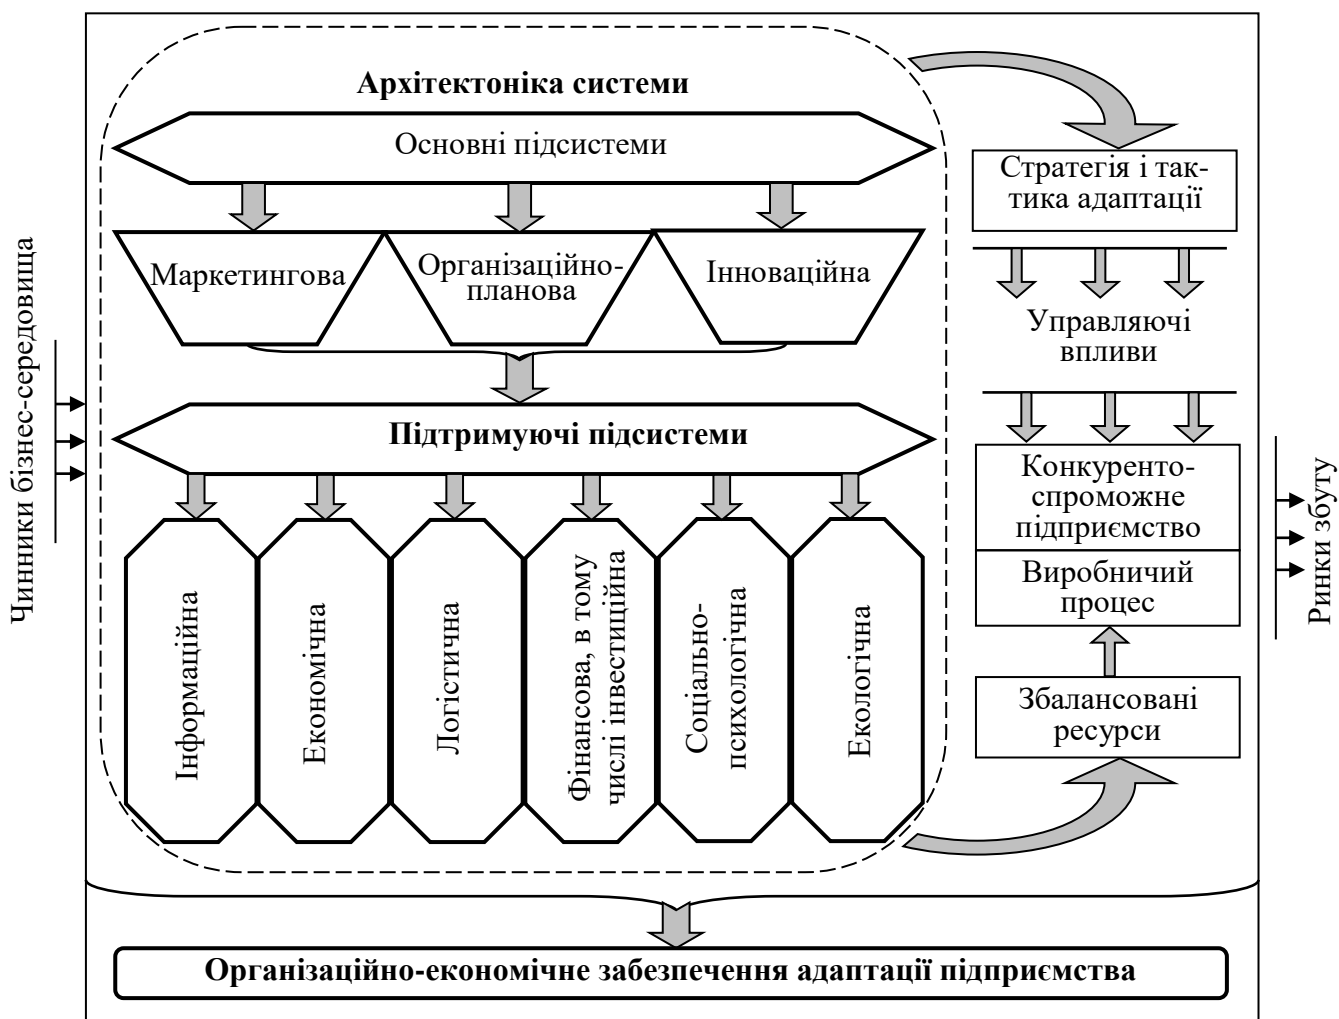 Архітектоніка системи
Основні підсистеми
Маркетингова
Організаційно-
планова
Інноваційна
Підтримуючі підсистеми
Інформаційна
Економічна
Логістична
Фінансова, в тому
числі інвестиційна
Соціально-
психологічна
Екологічна
Чинники бізнес-середовища
Стратегія і так-
тика адаптації
Управляючі
впливи
Конкуренто-
спроможне
підприємство
Виробничий
процес
Збалансовані
ресурси
Ринки збуту
Організаційно-економічне забезпечення адаптації підприємства